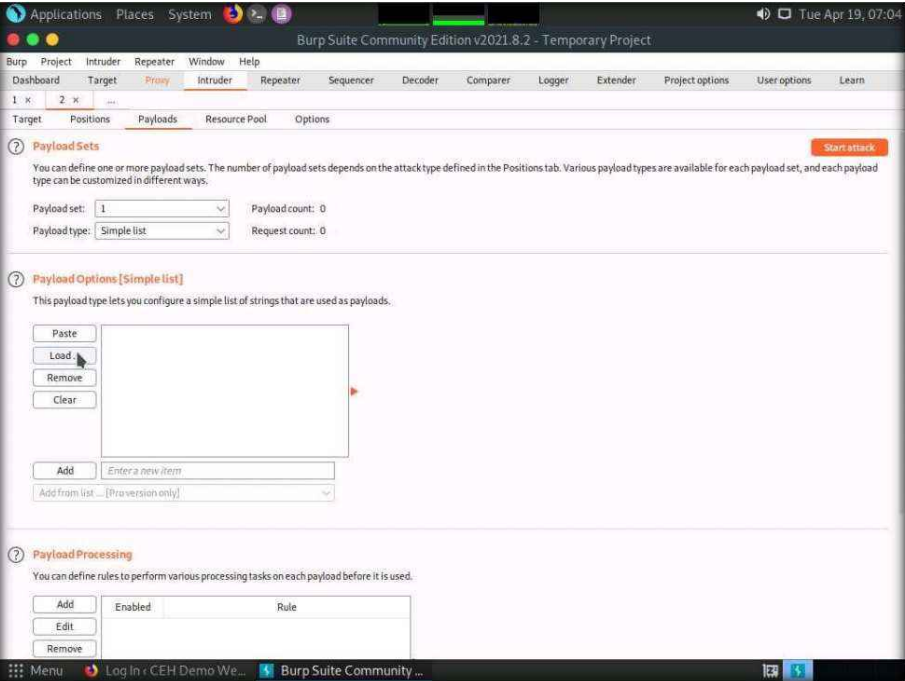 Applications Places System Tue Apr 19, 07:04
Burp Suite Community Edition v2021.8.2 - Temporary Project
Burp Project Intruder Repeater Window Help
Dashboard Target Proxy Intruder Repeater Sequencer Decoder Comparer Logger Extender Project options User options Learn
1 × 2 × ...
Target Positions Payloads Resource Pool Options
? Payload Sets Start attack
You can define one or more payload sets. The number of payload sets depends on the attack type defined in the Positions tab. Various payload types are available for each payload set, and each payload
type can be customized in different ways.
Payload set: 1 Payload count: 0
Payload type: Simple list Request count: 0
? Payload Options [Simple list]
This payload type lets you configure a simple list of strings that are used as payloads.
Paste
Load ...
Remove
Clear
Add Enter a new item
Add from list ... [Pro version only]
? Payload Processing
You can define rules to perform various processing tasks on each payload before it is used.
Add Enabled Rule
Edit
Remove
Menu Log In ‹ CEH Demo We... Burp Suite Community ...